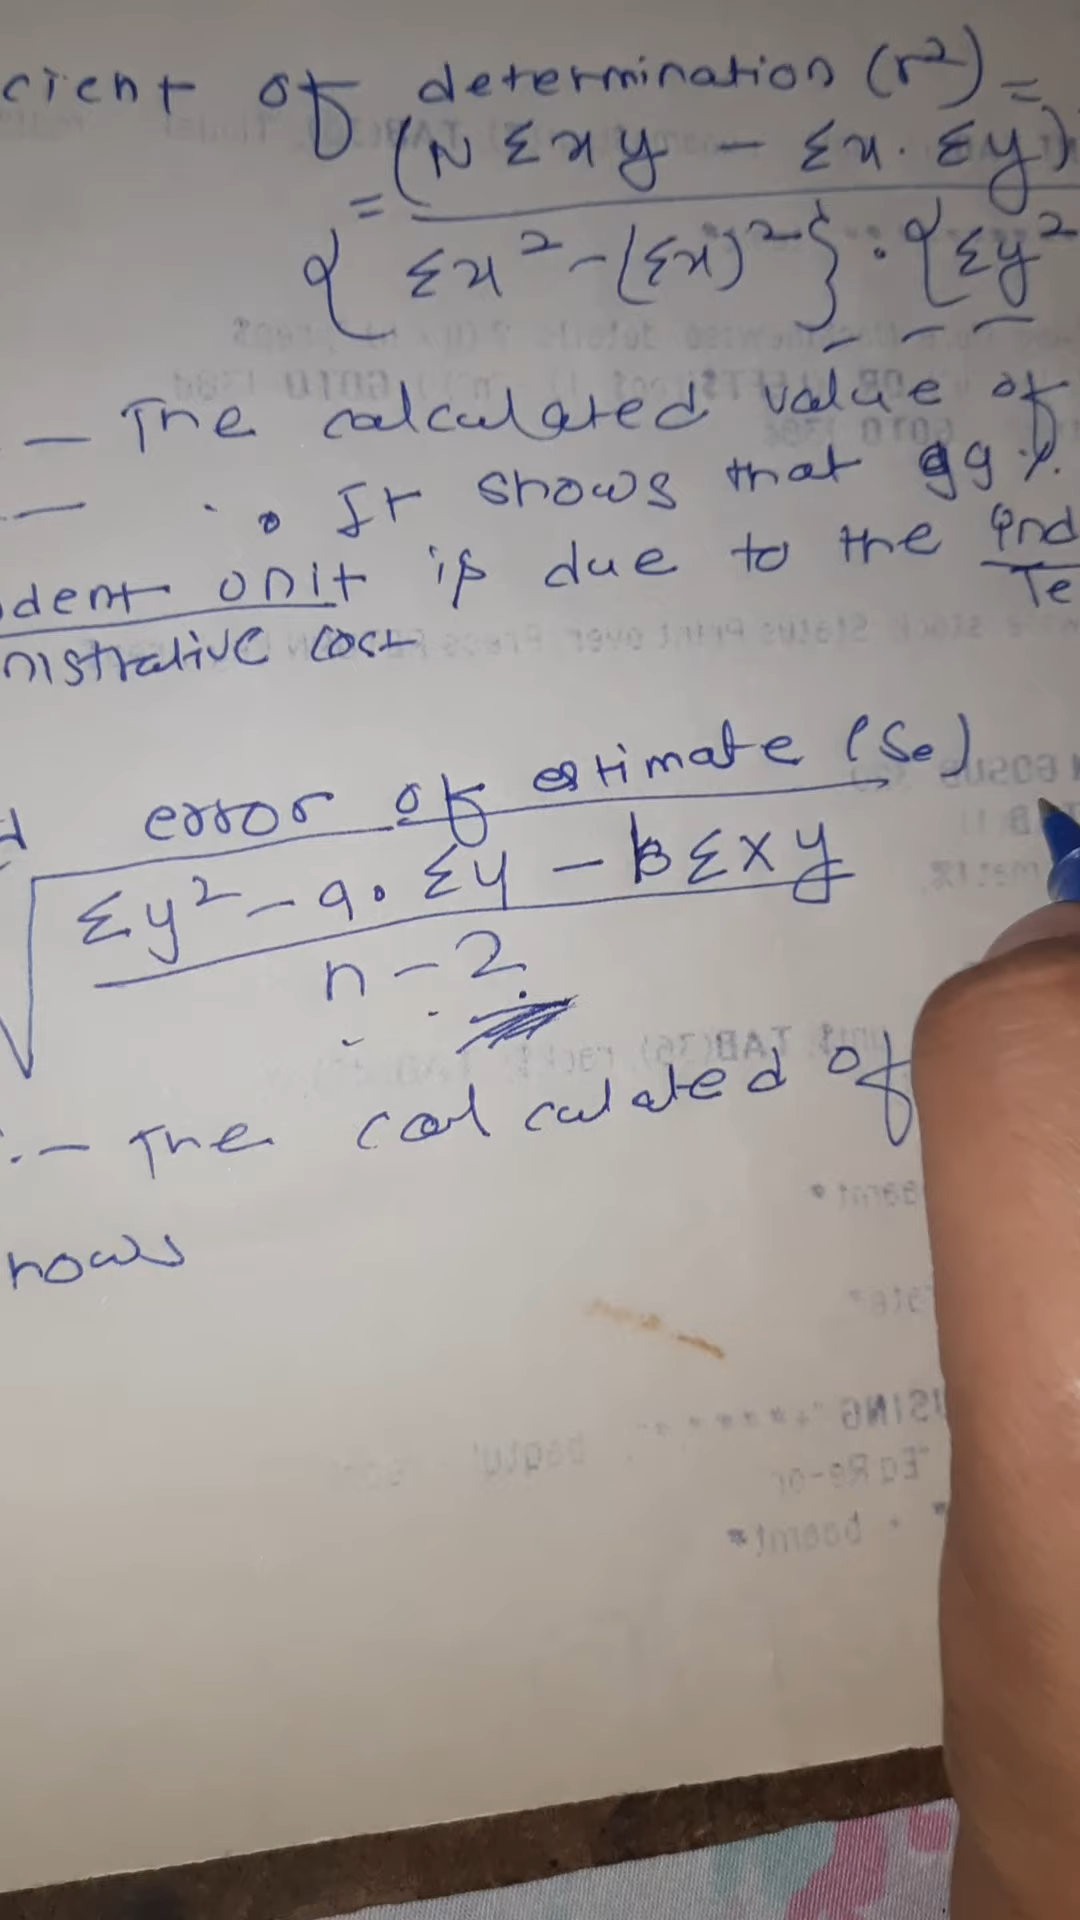 cient of determination (r²) =
= (N Σxy - Σx . Σy)
{ Σx² - (Σx)² } . { Σy²
- The calculated value of
- . It shows that 99 %.
dent unit is due to the ind
Te
nistrative cost
error of estimate (Se)
√ Σy² - a . Σy - b Σxy
n - 2
:- The calculated of
hows